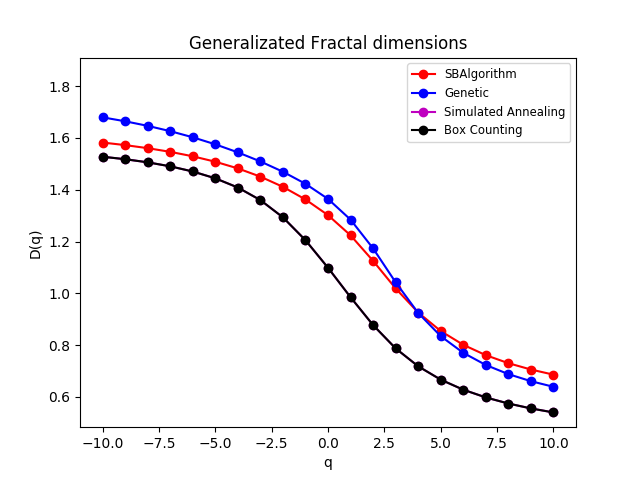 Generalizated Fractal dimensions
SBAlgorithm
Genetic
Simulated Annealing
Box Counting
D(q)
1.8
1.6
1.4
1.2
1.0
0.8
0.6
−10.0 −7.5 −5.0 −2.5 0.0 2.5 5.0 7.5 10.0
q